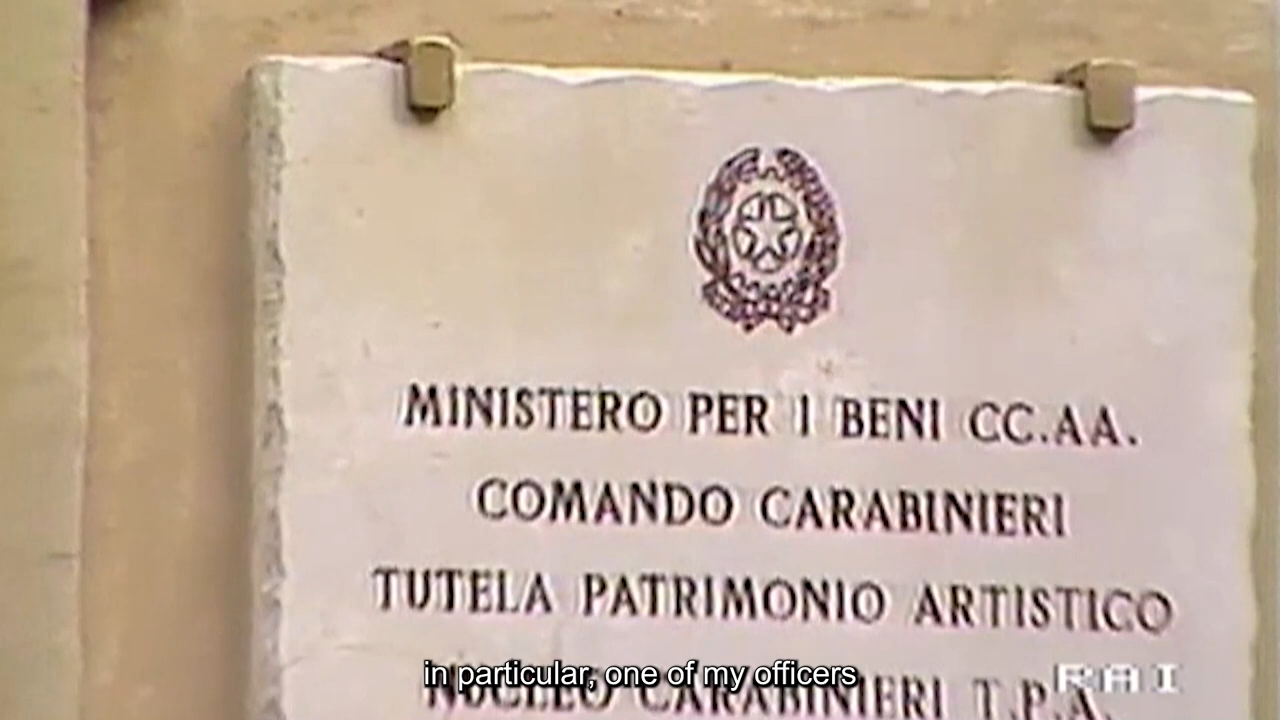 MINISTERO PER I BENI CC.AA.
COMANDO CARABINIERI
TUTELA PATRIMONIO ARTISTICO
NUCLEO CARABINIERI T.P.A.
in particular, one of my officers
RAI